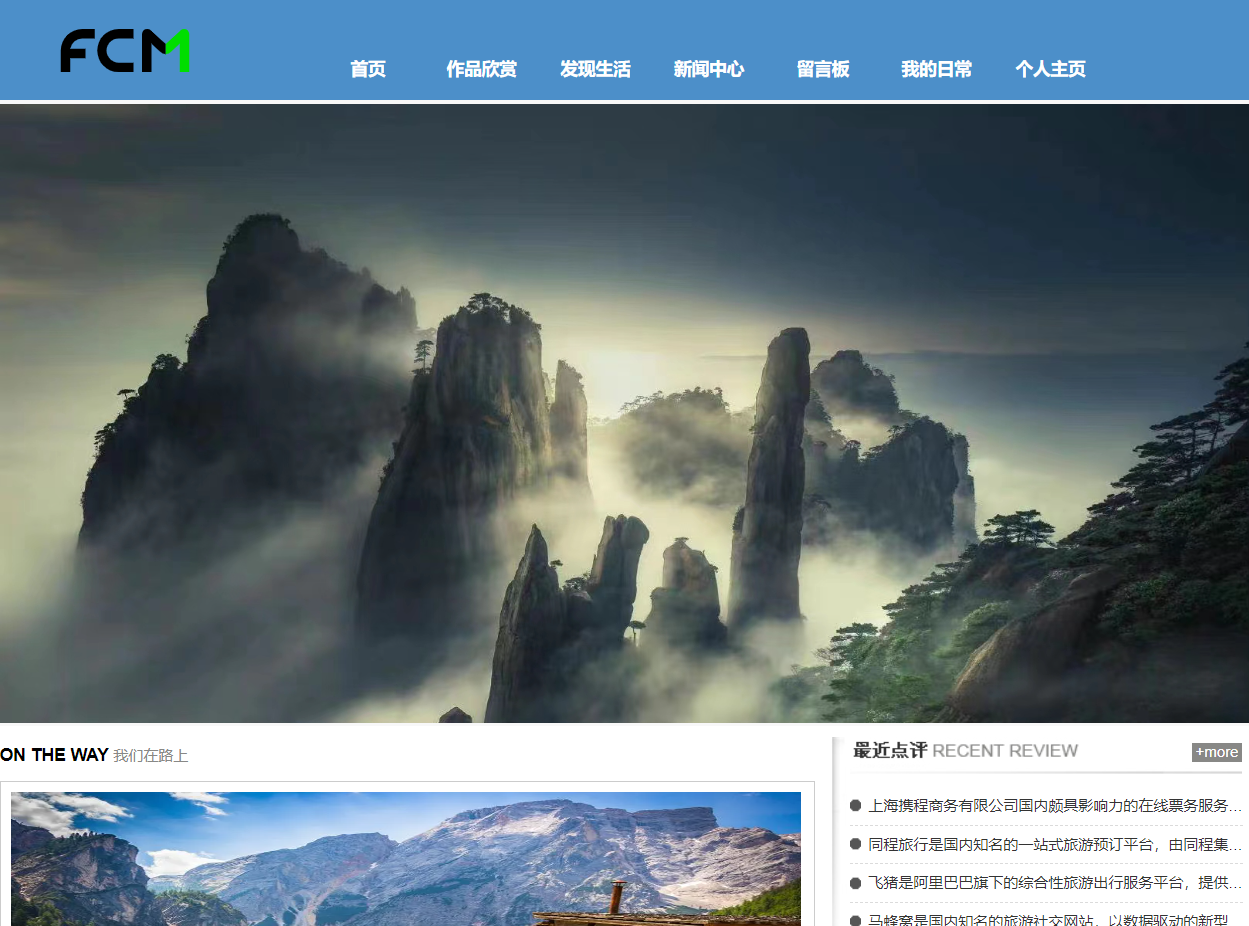 FCM
首页 作品欣赏 发现生活 新闻中心 留言板 我的日常 个人主页
ON THE WAY 我们在路上
最近点评 RECENT REVIEW +more
上海携程商务有限公司国内颇具影响力的在线票务服务...
同程旅行是国内知名的一站式旅游预订平台，由同程集...
飞猪是阿里巴巴旗下的综合性旅游出行服务平台，提供...
马蜂窝是国内知名的旅游社交网站，以数据驱动的新型